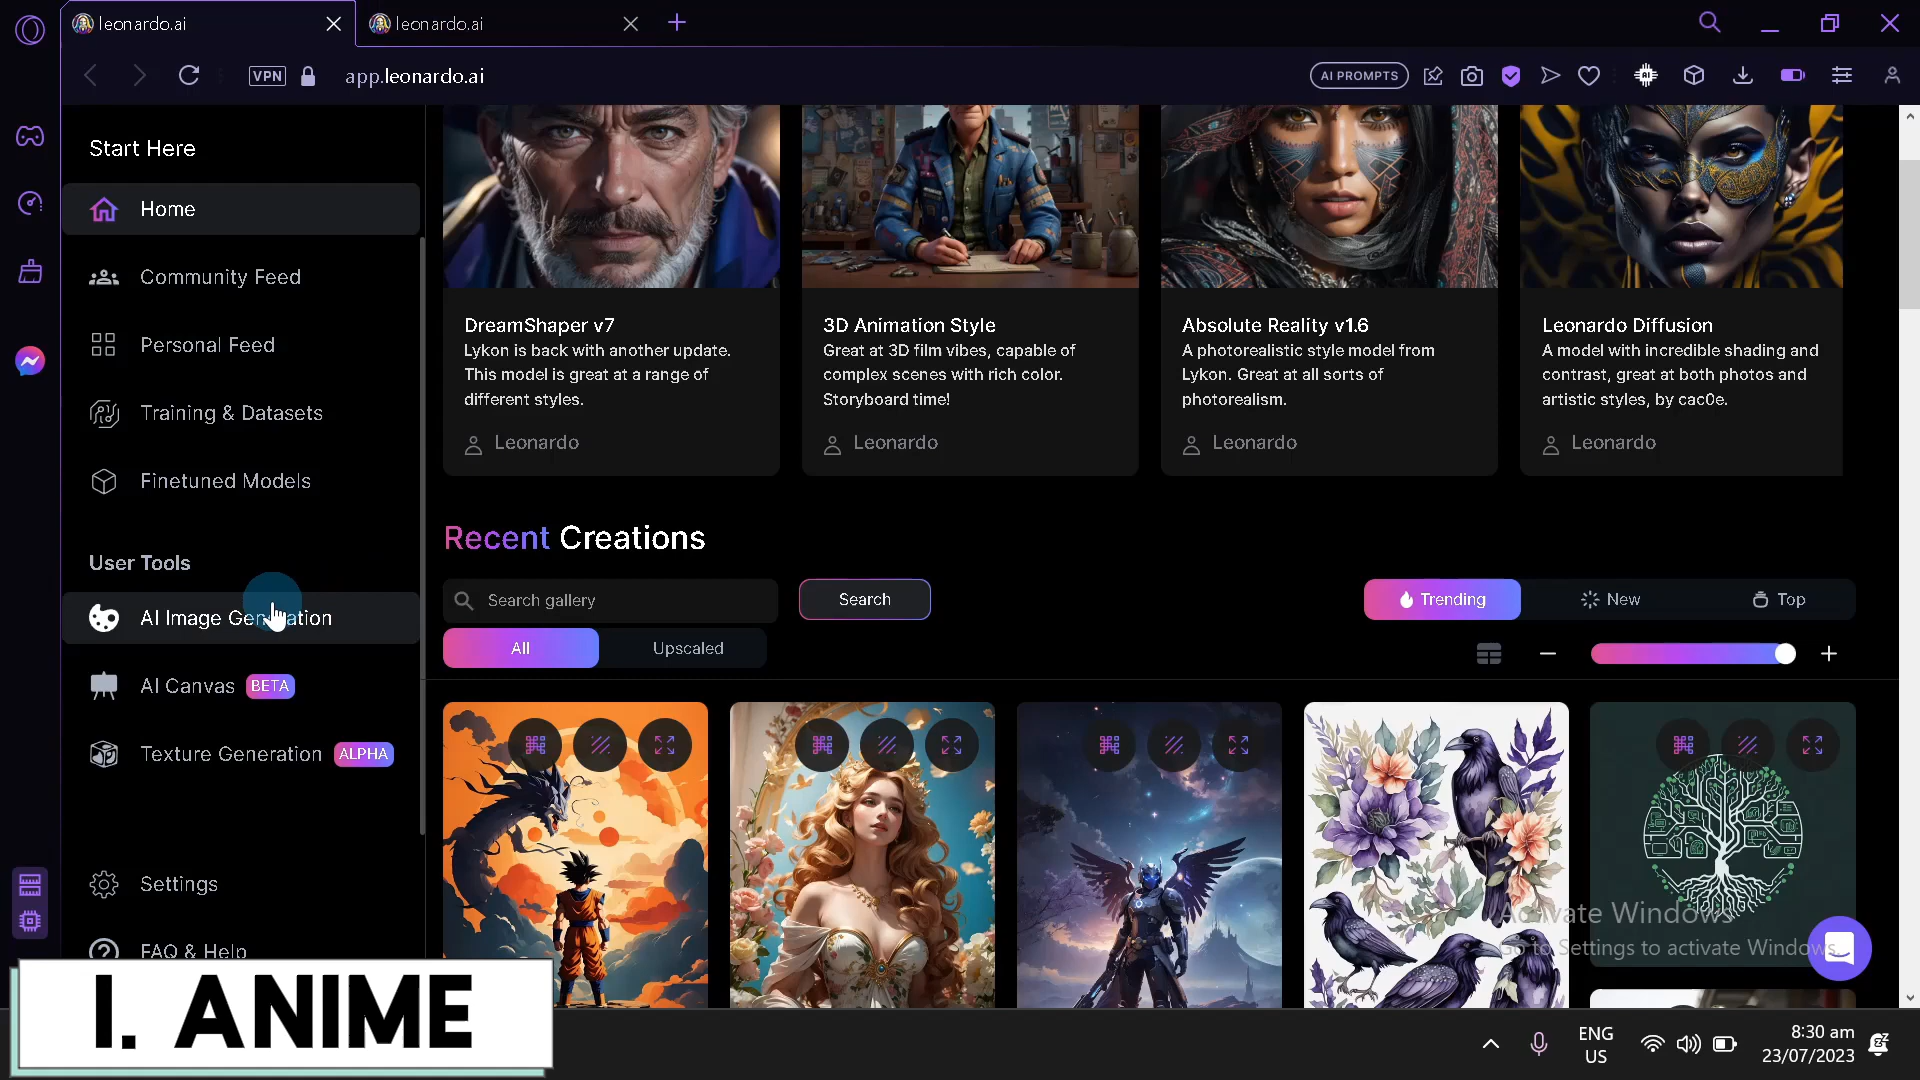 leonardo.ai
leonardo.ai
VPN
app.leonardo.ai
AI PROMPTS
Start Here
Home
Community Feed
Personal Feed
Training & Datasets
Finetuned Models
User Tools
AI Image Generation
AI Canvas BETA
Texture Generation ALPHA
Settings
FAQ & Help
DreamShaper v7
Lykon is back with another update.
This model is great at a range of
different styles.
Leonardo
3D Animation Style
Great at 3D film vibes, capable of
complex scenes with rich color.
Storyboard time!
Leonardo
Absolute Reality v1.6
A photorealistic style model from
Lykon. Great at all sorts of
photorealism.
Leonardo
Leonardo Diffusion
A model with incredible shading and
contrast, great at both photos and
artistic styles, by cac0e.
Leonardo
Recent Creations
Search gallery
Search
Trending
New
Top
All
Upscaled
Activate Windows
Go to Settings to activate Windows.
1. ANIME
ENG
US
8:30 am
23/07/2023